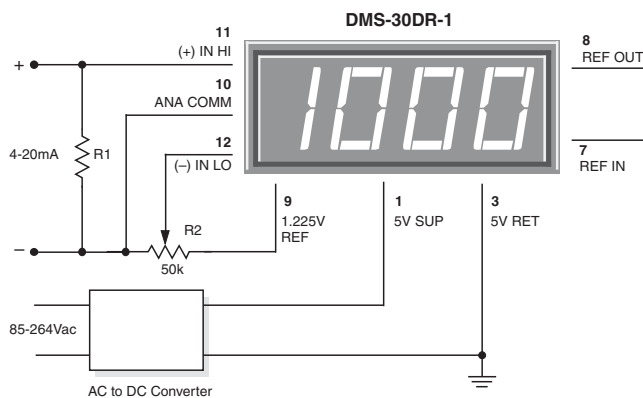 DMS-30DR-1
11
(+) IN HI
8
REF OUT
+
10
ANA COMM
1000
4-20mA
R1
12
(–) IN LO
7
REF IN
9
1.225V
REF
1
5V SUP
3
5V RET
–
R2
50k
85-264Vac
AC to DC Converter